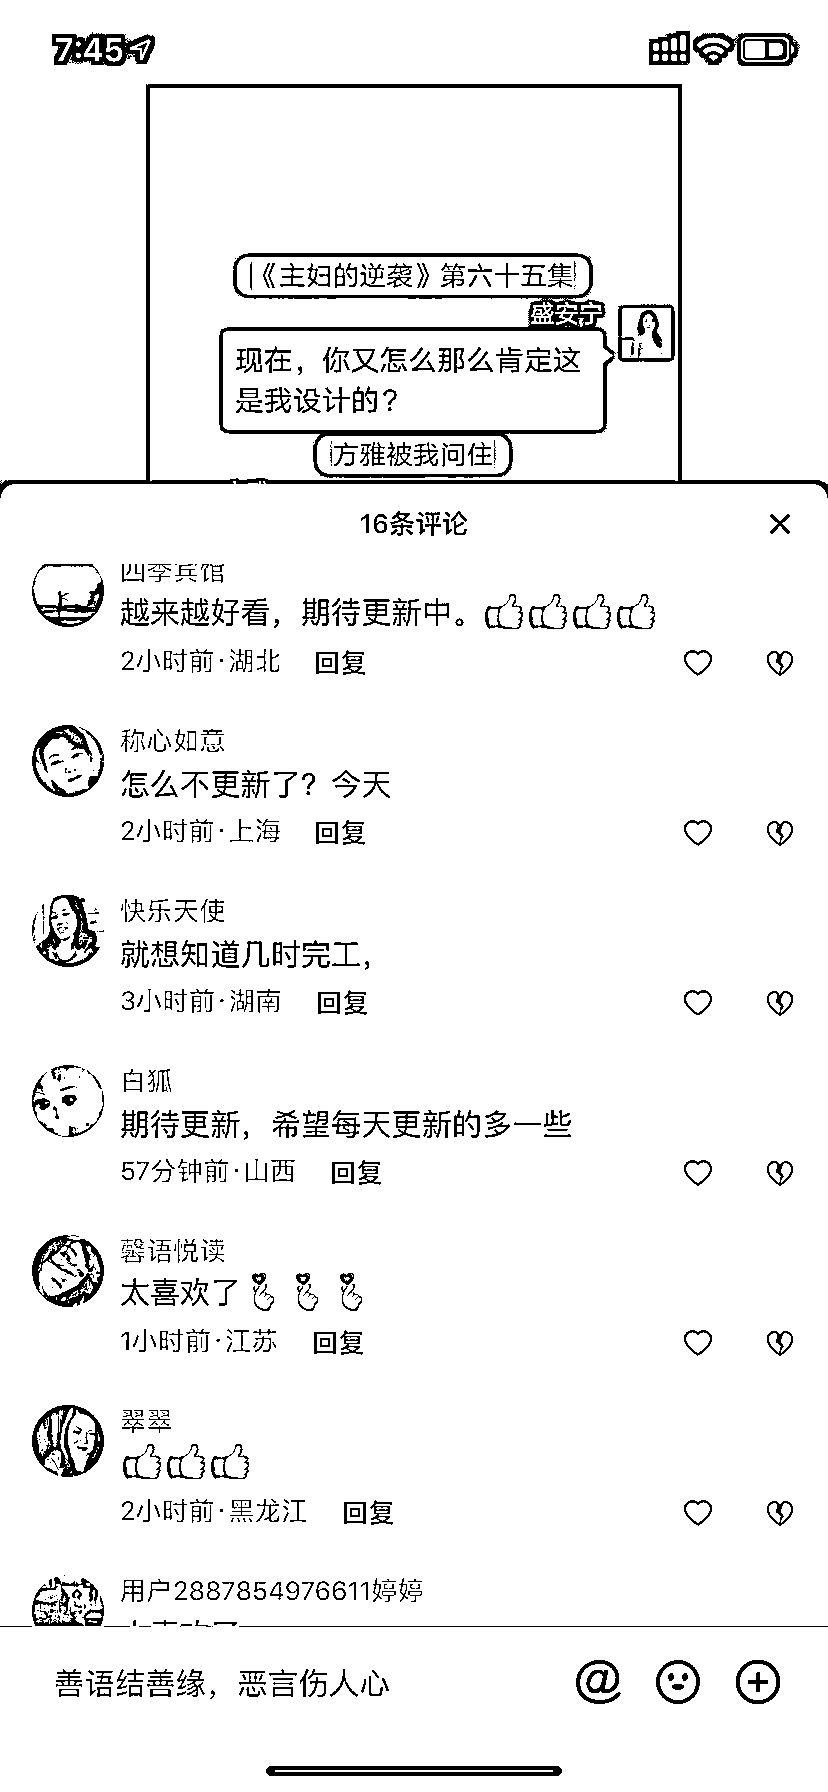 7:45
《主妇的逆袭》第六十五集
盛安宁
现在，你又怎么那么肯定这
是我设计的？
方雅被我问住
16条评论
四季宾馆
越来越好看，期待更新中。👍👍👍👍
2小时前·湖北 回复
称心如意
怎么不更新了？今天
2小时前·上海 回复
快乐天使
就想知道几时完工，
3小时前·湖南 回复
白狐
期待更新，希望每天更新的多一些
57分钟前·山西 回复
馨语悦读
太喜欢了🫰🫰🫰
1小时前·江苏 回复
翠翠
👍👍👍
2小时前·黑龙江 回复
用户2887854976611婷婷
善语结善缘，恶言伤人心